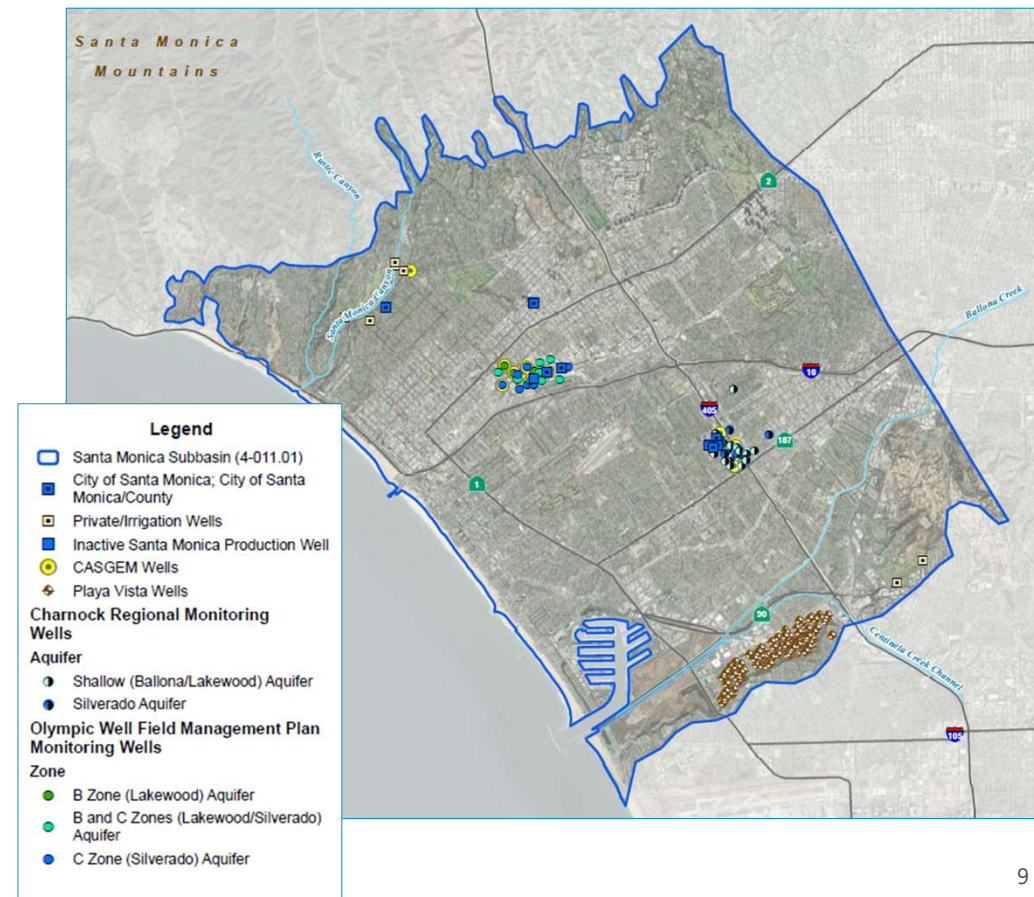 Santa Monica
Mountains
Rustic Canyon
Santa Monica Canyon
2
Ballona Creek
10
405
187
1
90
Centinela Creek Channel
105
Legend
Santa Monica Subbasin (4-011.01)
City of Santa Monica; City of Santa
Monica/County
Private/Irrigation Wells
Inactive Santa Monica Production Well
CASGEM Wells
Playa Vista Wells
Charnock Regional Monitoring
Wells
Aquifer
Shallow (Ballona/Lakewood) Aquifer
Silverado Aquifer
Olympic Well Field Management Plan
Monitoring Wells
Zone
B Zone (Lakewood) Aquifer
B and C Zones (Lakewood/Silverado)
Aquifer
C Zone (Silverado) Aquifer
9